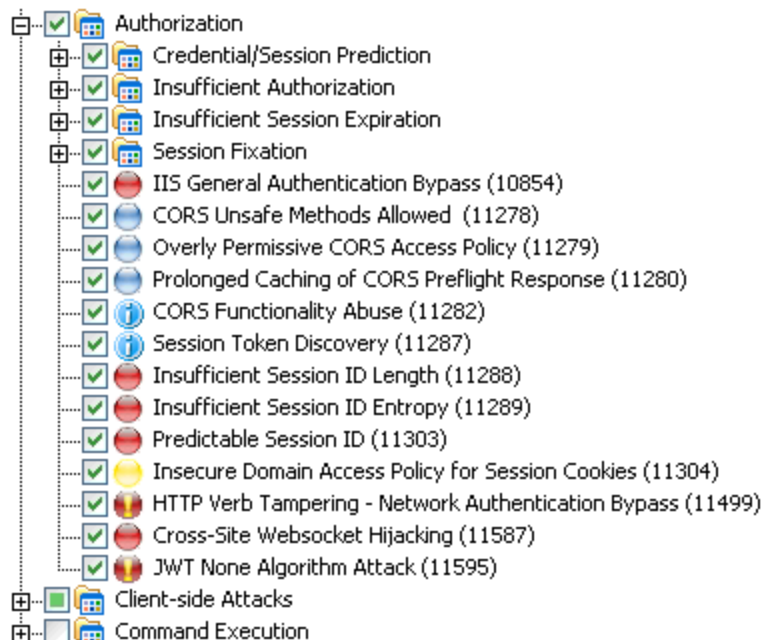 Authorization
Credential/Session Prediction
Insufficient Authorization
Insufficient Session Expiration
Session Fixation
IIS General Authentication Bypass (10854)
CORS Unsafe Methods Allowed  (11278)
Overly Permissive CORS Access Policy (11279)
Prolonged Caching of CORS Preflight Response (11280)
CORS Functionality Abuse (11282)
Session Token Discovery (11287)
Insufficient Session ID Length (11288)
Insufficient Session ID Entropy (11289)
Predictable Session ID (11303)
Insecure Domain Access Policy for Session Cookies (11304)
HTTP Verb Tampering - Network Authentication Bypass (11499)
Cross-Site Websocket Hijacking (11587)
JWT None Algorithm Attack (11595)
Client-side Attacks
Command Execution